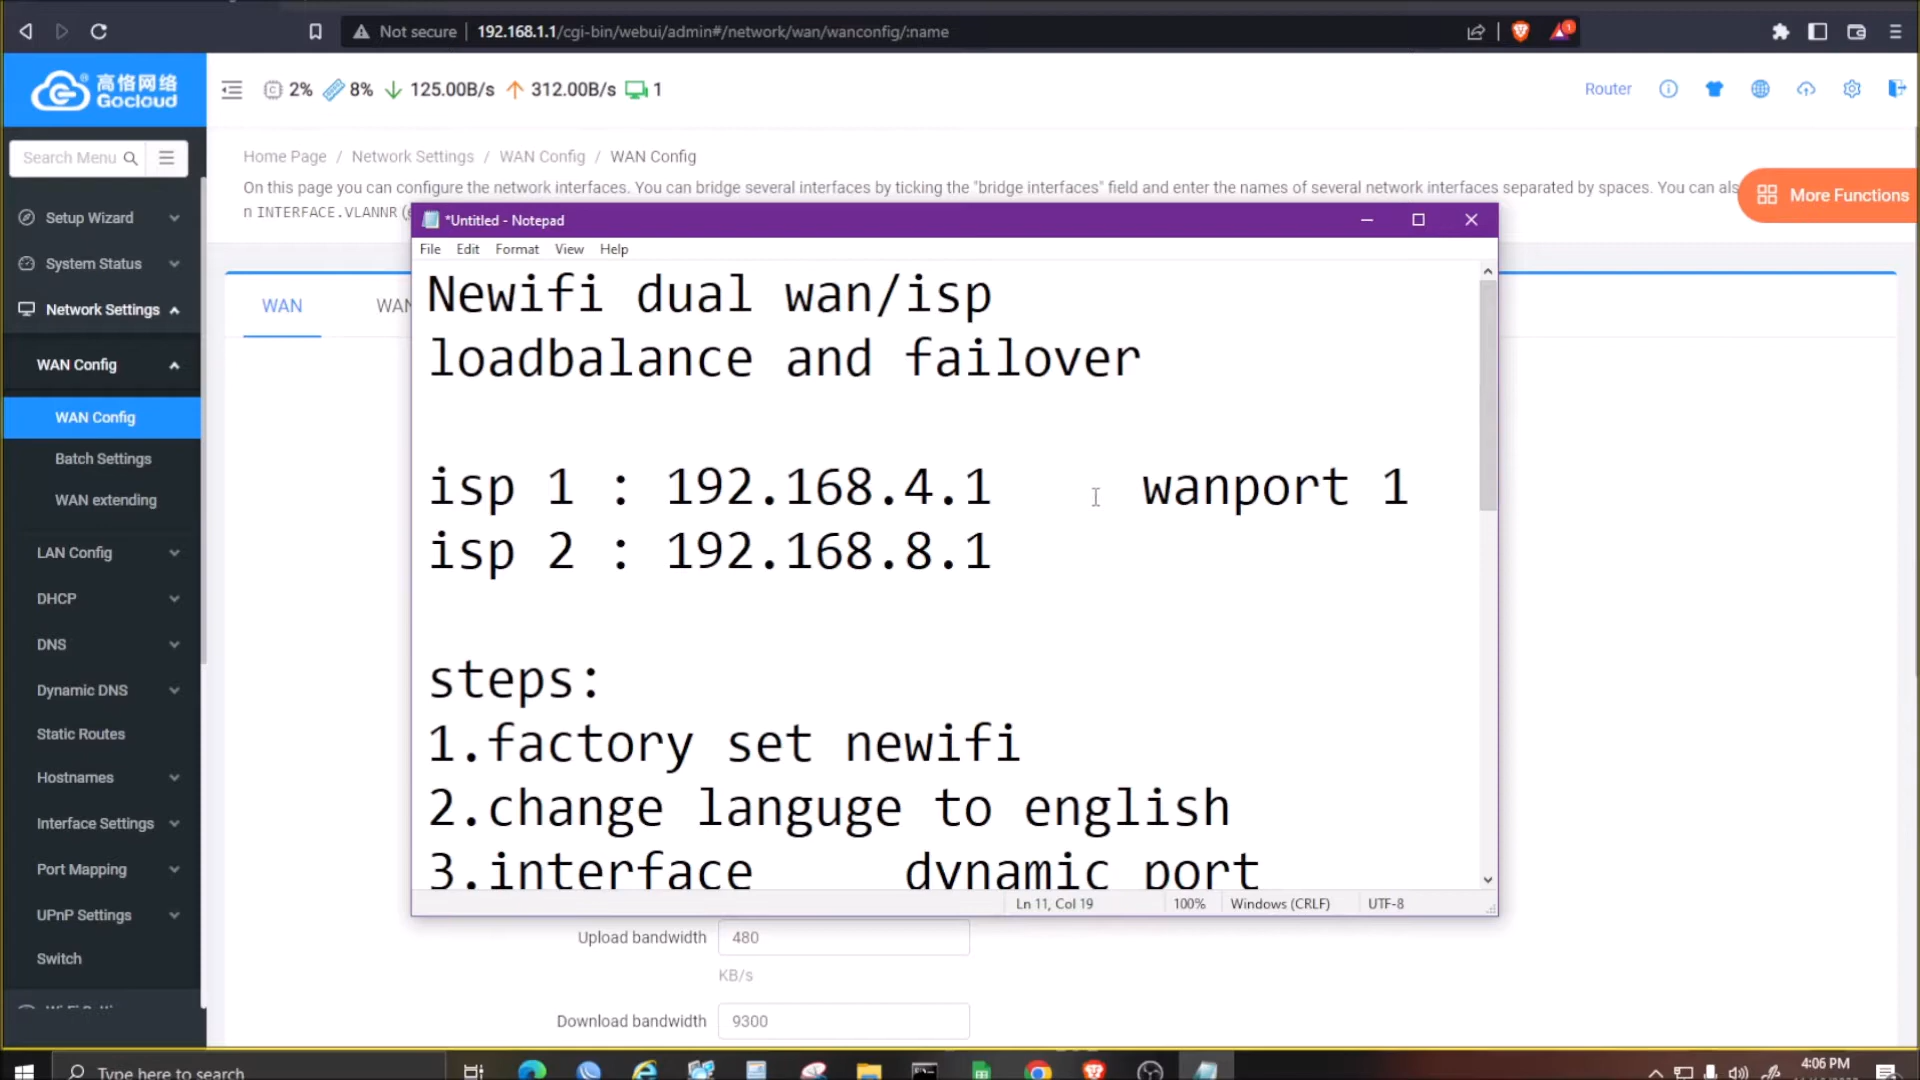 Not secure 192.168.1.1/cgi-bin/webui/admin#/network/wan/wanconfig/:name
高恪网络
Gocloud
2% 8% 125.00B/s 312.00B/s 1
Router
Search Menu
Home Page / Network Settings / WAN Config / WAN Config
On this page you can configure the network interfaces. You can bridge several interfaces by ticking the "bridge interfaces" field and enter the names of several network interfaces separated by spaces. You can als
n INTERFACE.VLANNR (
More Functions
Setup Wizard
System Status
Network Settings
WAN Config
WAN Config
Batch Settings
WAN extending
LAN Config
DHCP
DNS
Dynamic DNS
Static Routes
Hostnames
Interface Settings
Port Mapping
UPnP Settings
Switch
WAN WAN
*Untitled - Notepad
File Edit Format View Help
Newifi dual wan/isp
loadbalance and failover
isp 1 : 192.168.4.1 wanport 1
isp 2 : 192.168.8.1
steps:
1.factory set newifi
2.change languge to english
3.interface dynamic port
Ln 11, Col 19 100% Windows (CRLF) UTF-8
Upload bandwidth 480
KB/s
Download bandwidth 9300
Type here to search
4:06 PM